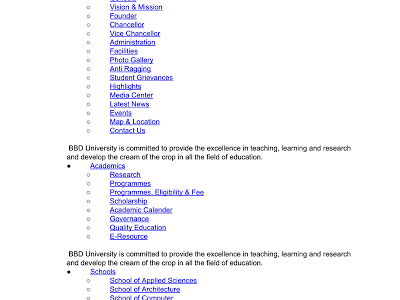 ○ Vision & Mission
○ Founder
○ Chancellor
○ Vice Chancellor
○ Administration
○ Facilities
○ Photo Gallery
○ Anti Ragging
○ Student Grievances
○ Highlights
○ Media Center
○ Latest News
○ Events
○ Map & Location
○ Contact Us
BBD University is committed to provide the excellence in teaching, learning and research
and develop the cream of the crop in all the field of education.
● Academics
○ Research
○ Programmes
○ Programmes, Eligibility & Fee
○ Scholarship
○ Academic Calender
○ Governance
○ Quality Education
○ E-Resource
BBD University is committed to provide the excellence in teaching, learning and research
and develop the cream of the crop in all the field of education.
● Schools
○ School of Applied Sciences
○ School of Architecture
○ School of Computer